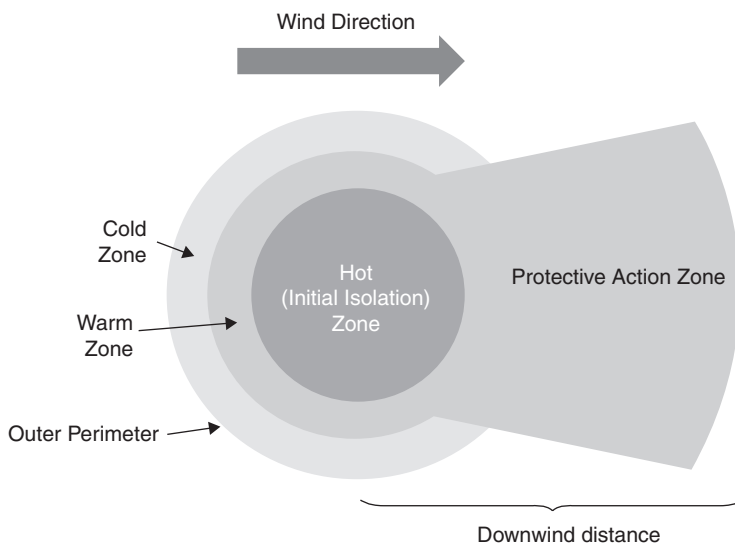 Wind Direction
Cold
Zone
Hot
(Initial Isolation)
Zone
Protective Action Zone
Warm
Zone
Outer Perimeter
Downwind distance